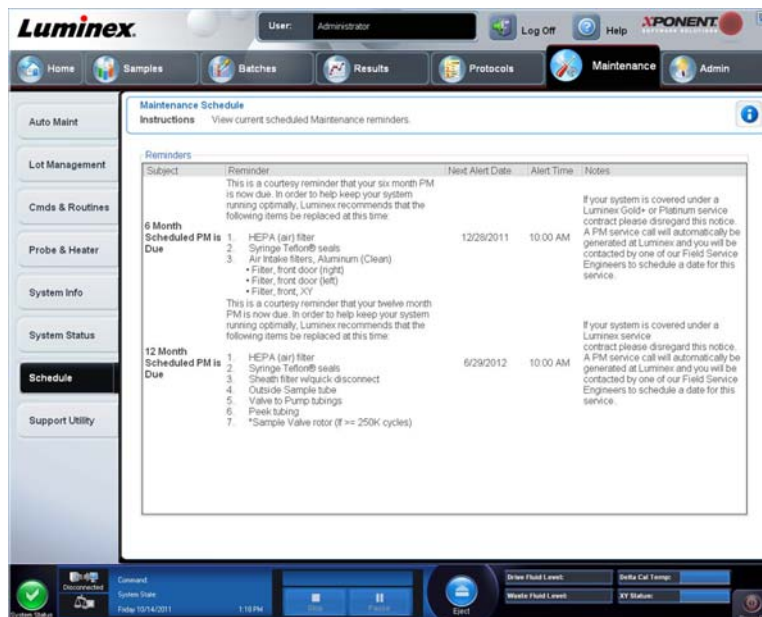 Luminex.
User: Administrator
Log Off
Help
XPONENT
Home
Samples
Batches
Results
Protocols
Maintenance
Admin
Auto Maint
Lot Management
Cmds & Routines
Probe & Heater
System Info
System Status
Schedule
Support Utility
Maintenance Schedule
Instructions View current scheduled Maintenance reminders.
Reminders
Subject Reminder Next Alert Date Alert Time Notes
6 Month
Scheduled PM is
Due
This is a courtesy reminder that your six month PM
is now due. In order to help keep your system
running optimally, Luminex recommends that the
following items be replaced at this time:
1. HEPA (air) filter
2. Syringe Teflon® seals
3. Air Intake filters, Aluminum (Clean)
• Filter, front door (right)
• Filter, front door (left)
• Filter, front, XY
12/28/2011
10:00 AM
If your system is covered under a
Luminex Gold+ or Platinum service
contract please disregard this notice.
A PM service call will automatically be
generated at Luminex and you will be
contacted by one of our Field Service
Engineers to schedule a date for this
service.
12 Month
Scheduled PM is
Due
This is a courtesy reminder that your twelve month
PM is now due. In order to help keep your system
running optimally, Luminex recommends that the
following items be replaced at this time:
1. HEPA (air) filter
2. Syringe Teflon® seals
3. Sheath filter w/quick disconnect
4. Outside Sample tube
5. Valve to Pump tubings
6. Peek tubing
7. *Sample Valve rotor (If >= 250K cycles)
6/29/2012
10:00 AM
If your system is covered under a
Luminex service
contract please disregard this notice.
A PM service call will automatically be
generated at Luminex and you will be
contacted by one of our Field Service
Engineers to schedule a date for this
service.
System Status
Disconnected
Command:
System State:
Friday 10/14/2011 1:18 PM
Stop
Pause
Eject
Drive Fluid Level:
Waste Fluid Level:
Delta Cal Temp:
XY Status: